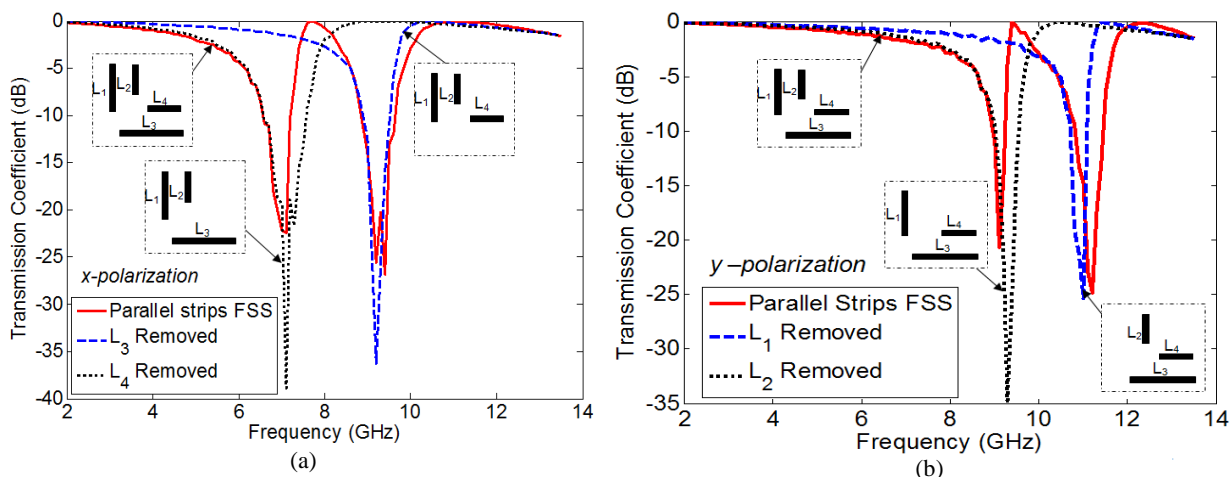 Transmission Coefficient (dB)
0
-5
-10
-15
-20
-25
-30
-35
-40
2 4 6 8 10 12 14
Frequency (GHz)
L1 L2 L4
L3
L1 L2
L3
L1 L2 L4
x-polarization
Parallel strips FSS
L3 Removed
L4 Removed
(a)
Transmission Coefficient (dB)
0
-5
-10
-15
-20
-25
-30
-35
2 4 6 8 10 12 14
Frequency (GHz)
L1 L2 L4
L3
L1 L4
L3
L2 L4
L3
y –polarization
Parallel Strips FSS
L1 Removed
L2 Removed
(b)